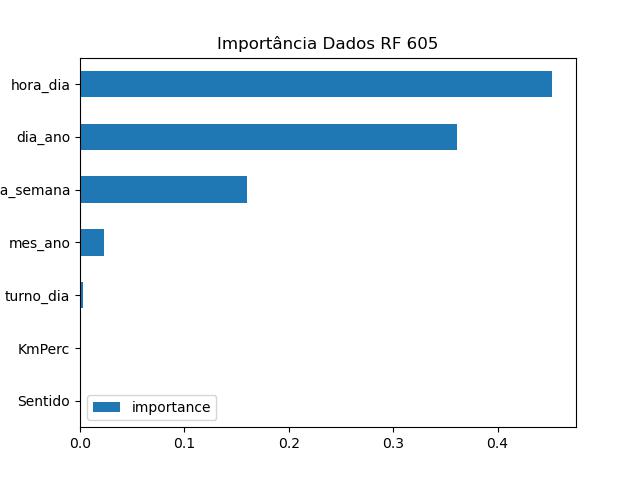 Importância Dados RF 605
hora_dia
dia_ano
a_semana
mes_ano
turno_dia
KmPerc
Sentido
importance
0.0 0.1 0.2 0.3 0.4